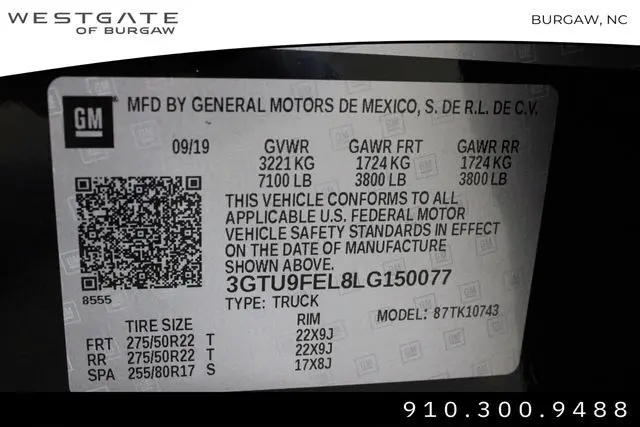 WESTGATE
OF BURGAW
BURGAW, NC
GM
MFD BY GENERAL MOTORS DE MEXICO, S. DE R.L. DE C.V.
09/19 GVWR GAWR FRT GAWR RR
3221 KG 1724 KG 1724 KG
7100 LB 3800 LB 3800 LB
THIS VEHICLE CONFORMS TO ALL
APPLICABLE U.S. FEDERAL MOTOR
VEHICLE SAFETY STANDARDS IN EFFECT
ON THE DATE OF MANUFACTURE
SHOWN ABOVE.
8555
3GTU9FEL8LG150077
TYPE: TRUCK MODEL: 87TK10743
TIRE SIZE RIM
FRT 275/50R22 T 22X9J
RR 275/50R22 T 22X9J
SPA 255/80R17 S 17X8J
910.300.9488